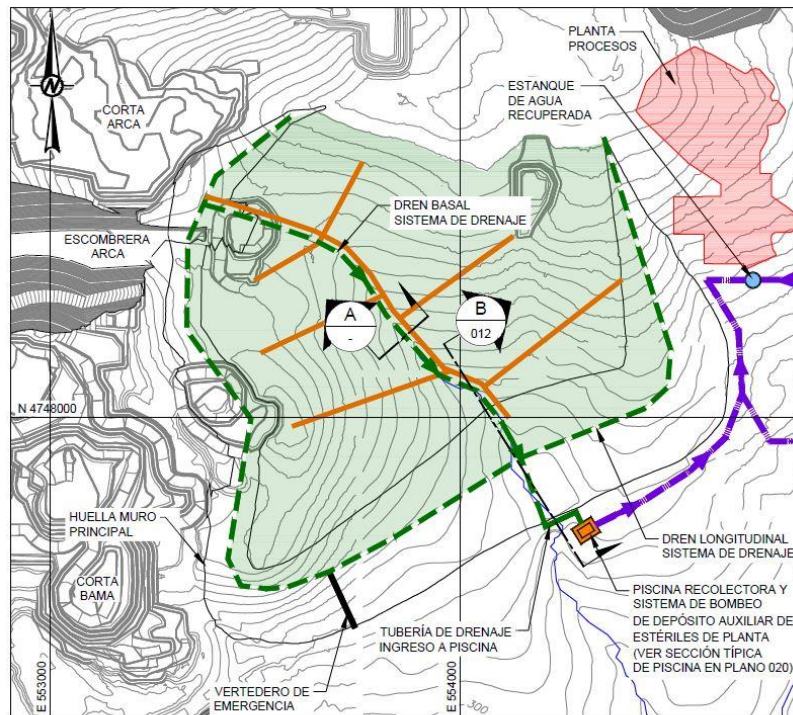 PLANTA
PROCESOS
ESTANQUE
DE AGUA
RECUPERADA
N
CORTA
ARCA
DREN BASAL
SISTEMA DE DRENAJE
ESCOMBRERA
ARCA
A
-
B
012
N 4748000
HUELLA MURO
PRINCIPAL
DREN LONGITUDINAL
SISTEMA DE DRENAJE
CORTA
BAMA
PISCINA RECOLECTORA Y
SISTEMA DE BOMBEO
DE DEPÓSITO AUXILIAR DE
ESTÉRILES DE PLANTA
(VER SECCIÓN TÍPICA
DE PISCINA EN PLANO 020)
TUBERÍA DE DRENAJE
INGRESO A PISCINA
VERTEDERO DE
EMERGENCIA
E 553000
E 554000
300